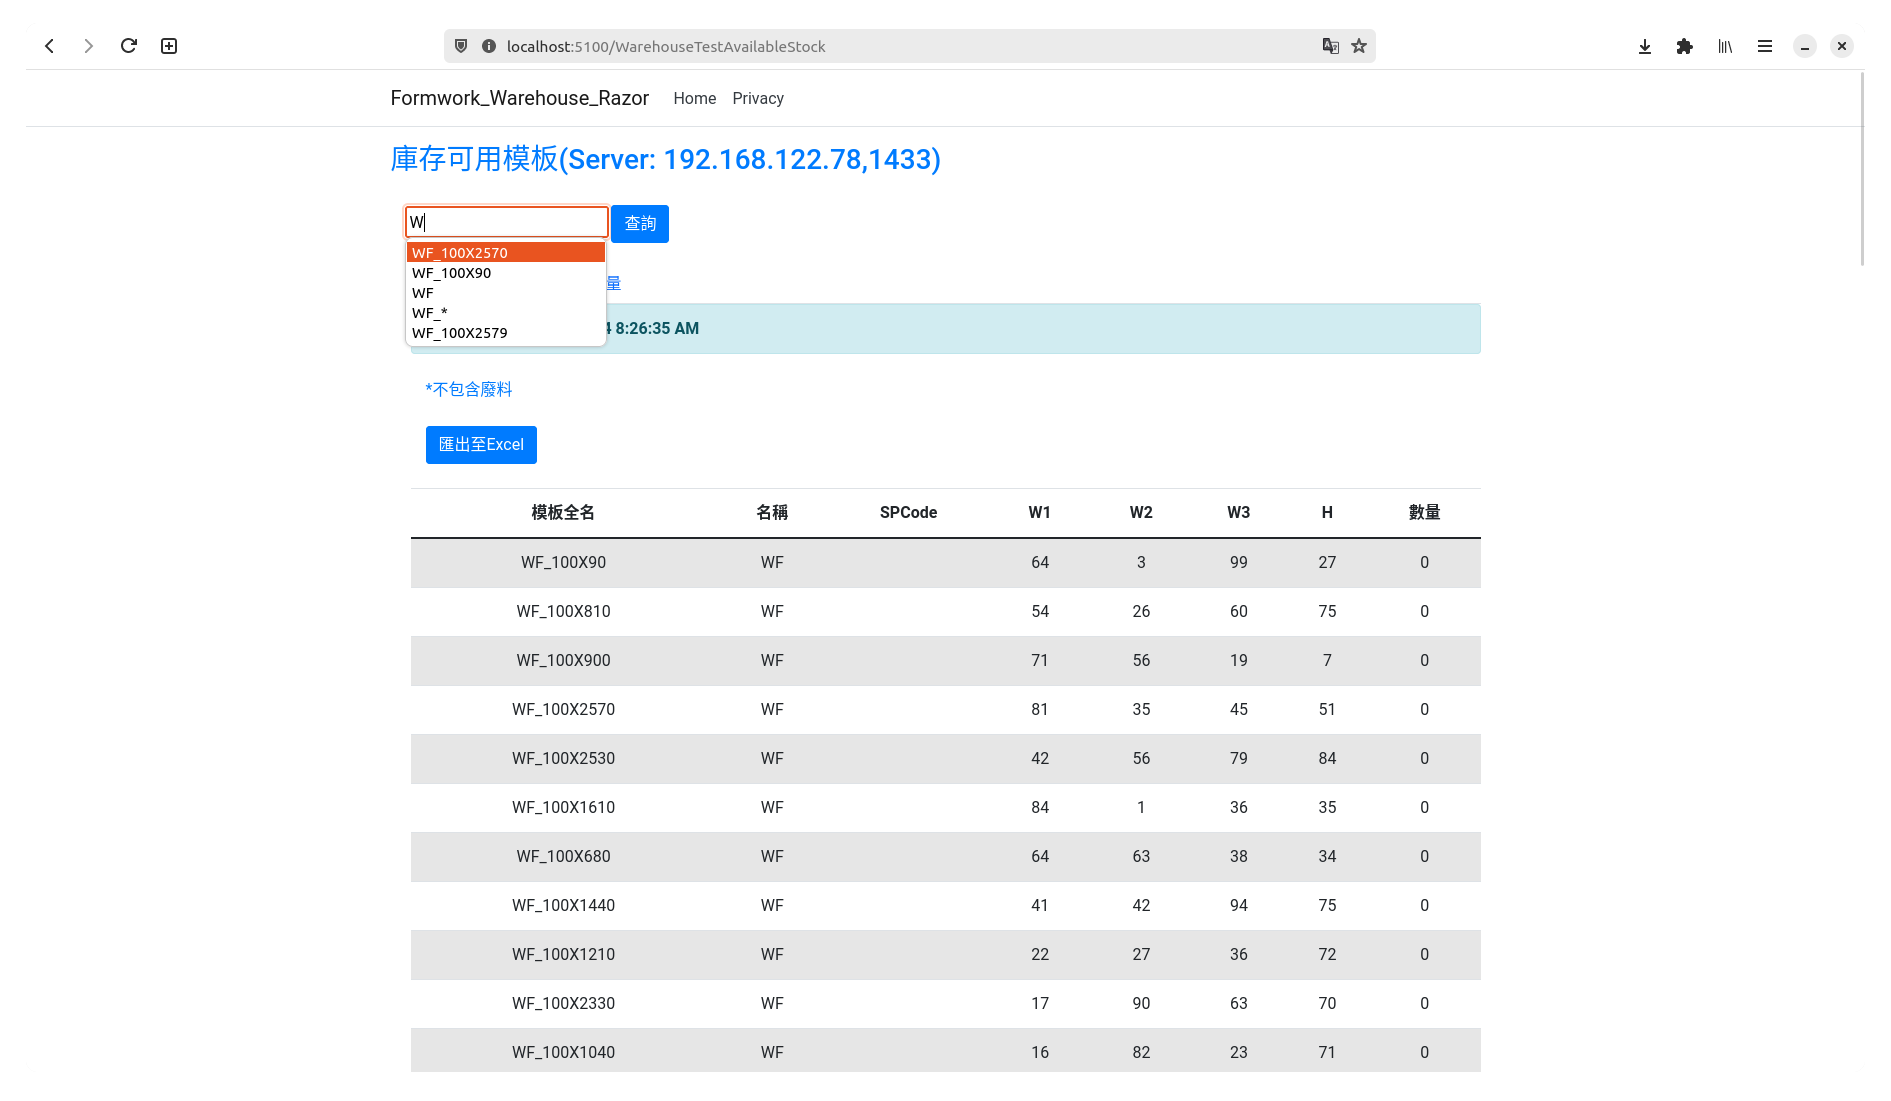 localhost:5100/WarehouseTestAvailableStock
Formwork_Warehouse_Razor Home Privacy
庫存可用模板(Server: 192.168.122.78,1433)
W 查詢
WF_100X2570
WF_100X90
量
WF
WF_*
4 8:26:35 AM
WF_100X2579
*不包含廢料
匯出至Excel
模板全名 名稱 SPCode W1 W2 W3 H 數量
WF_100X90 WF 64 3 99 27 0
WF_100X810 WF 54 26 60 75 0
WF_100X900 WF 71 56 19 7 0
WF_100X2570 WF 81 35 45 51 0
WF_100X2530 WF 42 56 79 84 0
WF_100X1610 WF 84 1 36 35 0
WF_100X680 WF 64 63 38 34 0
WF_100X1440 WF 41 42 94 75 0
WF_100X1210 WF 22 27 36 72 0
WF_100X2330 WF 17 90 63 70 0
WF_100X1040 WF 16 82 23 71 0